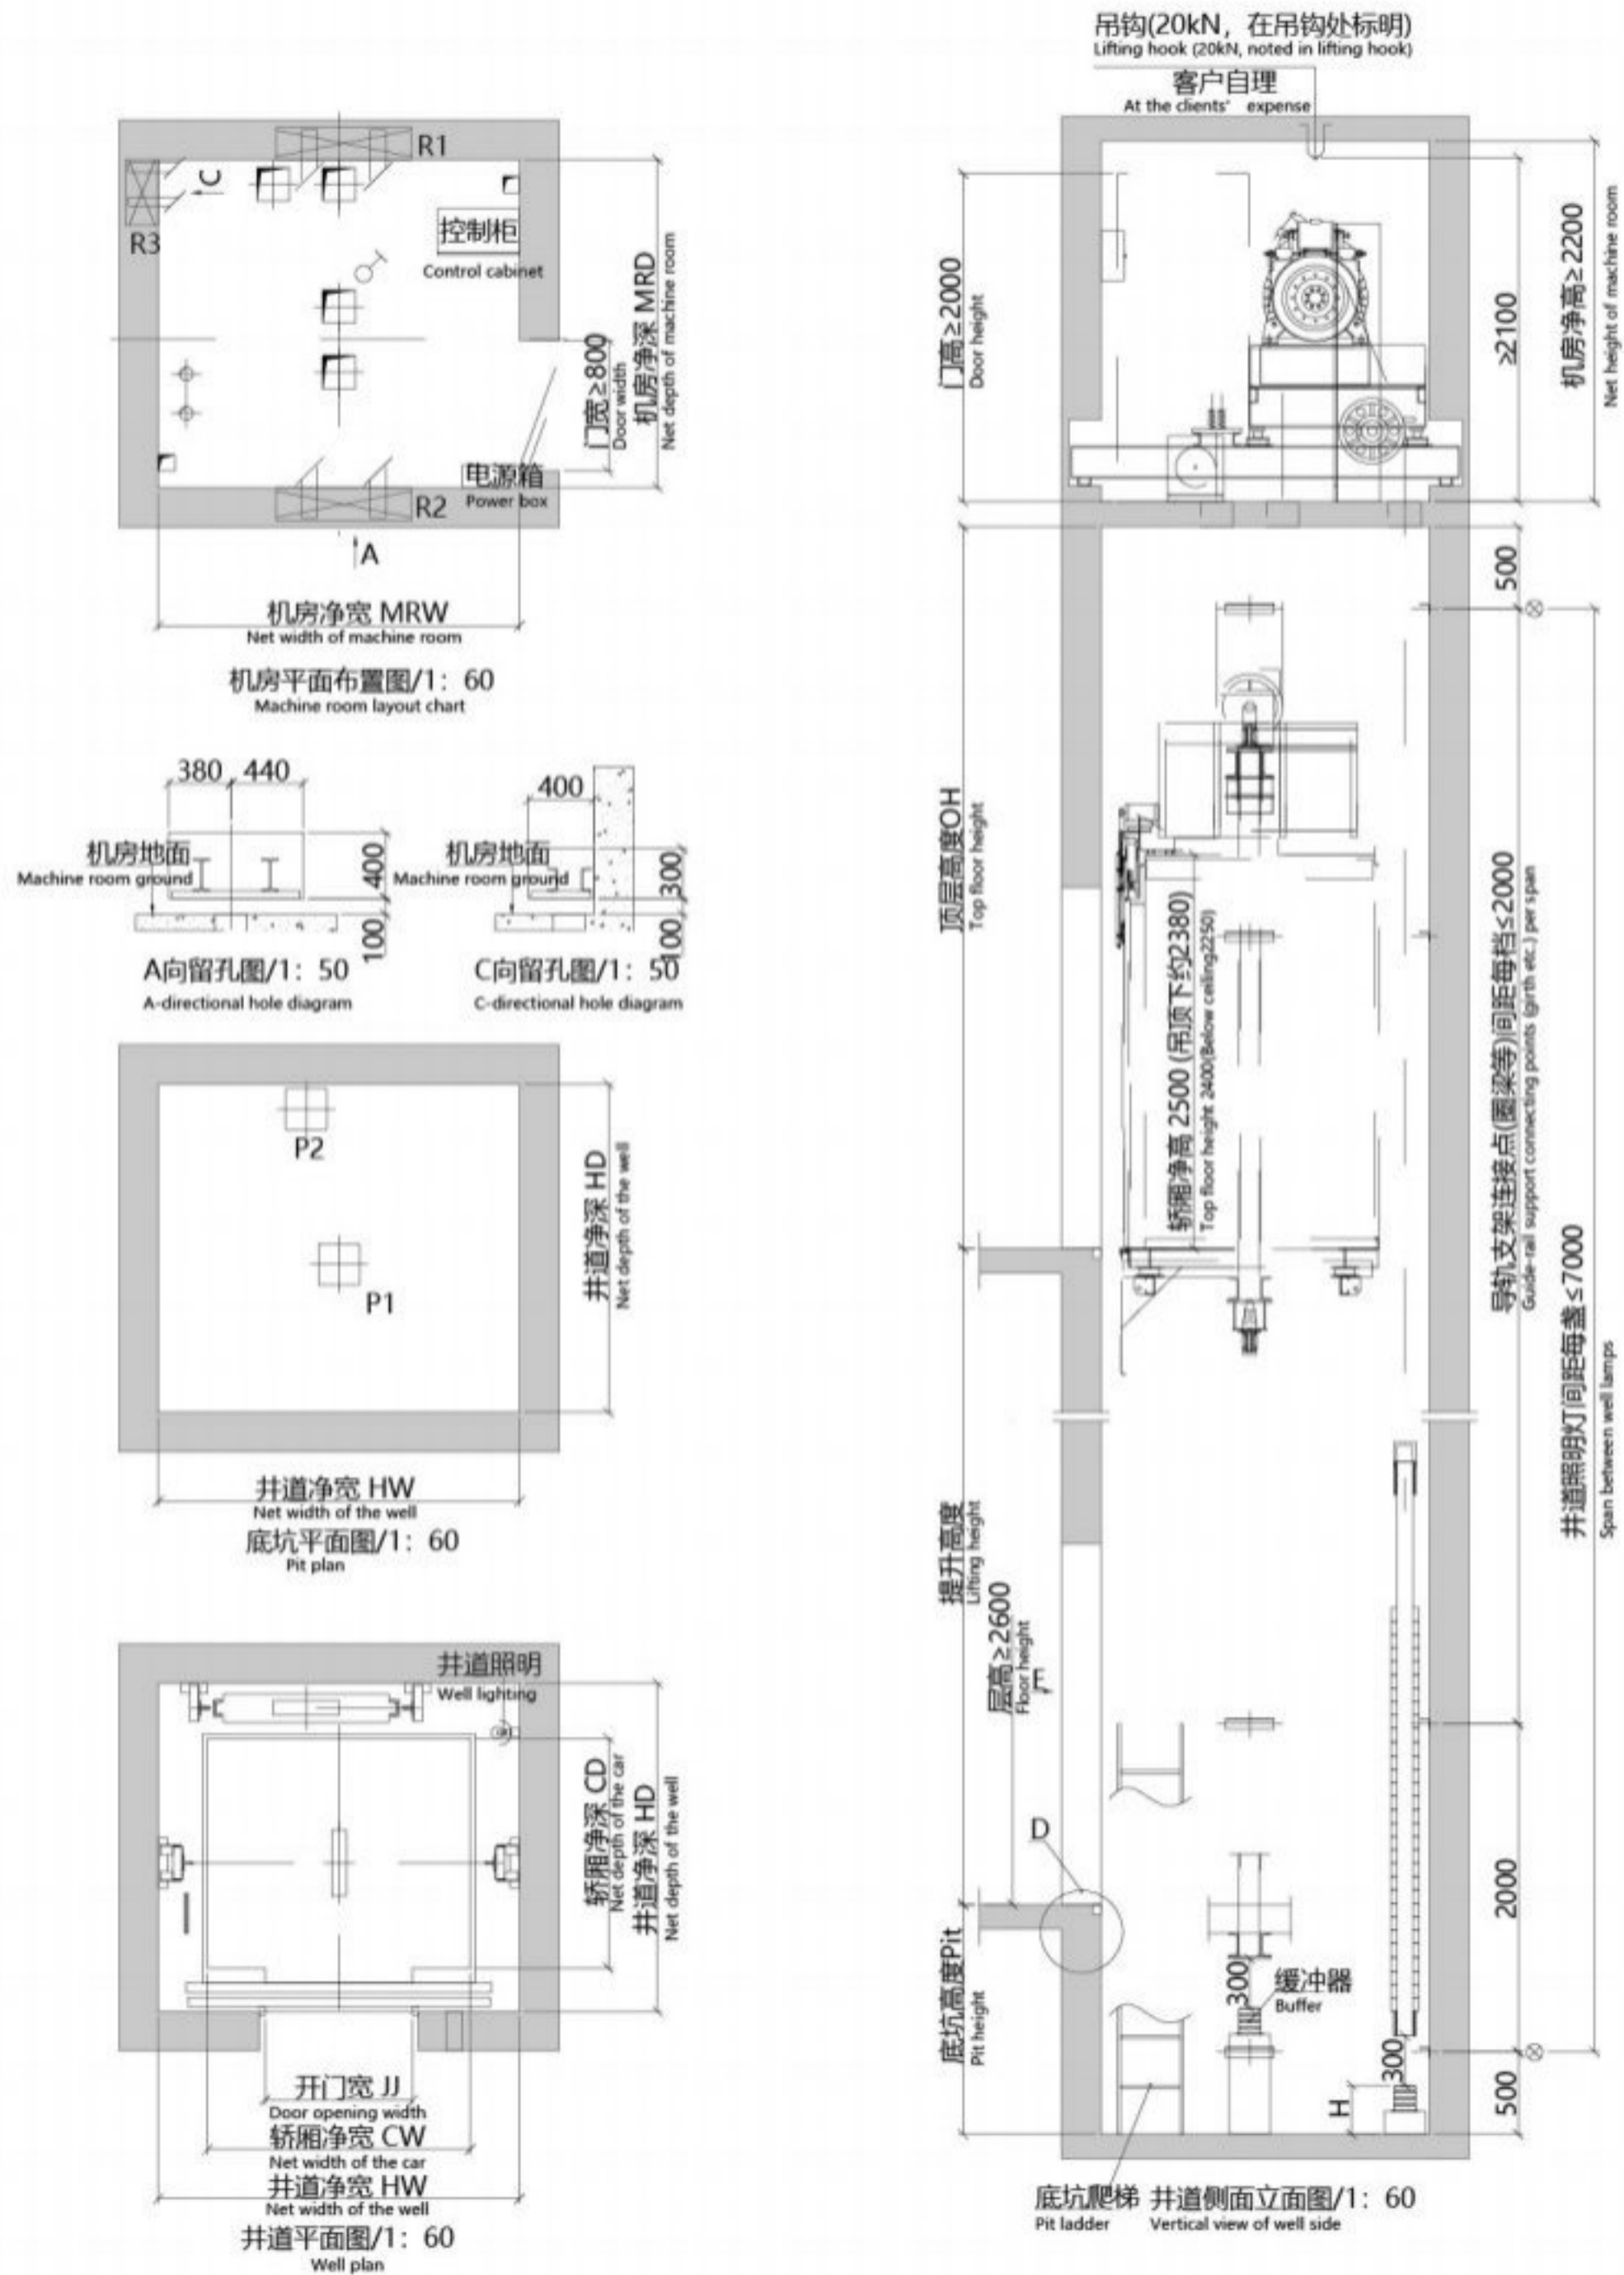 吊钩(20kN，在吊钩处标明)
Lifting hook (20kN, noted in lifting hook)
客户自理
At the clients' expense
R1
C
R3
控制柜
Control cabinet
门宽≥800
Door width
机房净深 MRD
Net depth of machine room
电源箱
Power box
R2
A
机房净宽 MRW
Net width of machine room
机房平面布置图/1：60
Machine room layout chart
380 440
机房地面
Machine room ground
400
100
A向留孔图/1：50
A-directional hole diagram
400
机房地面
Machine room ground
300
100
C向留孔图/1：50
C-directional hole diagram
P2
P1
井道净深 HD
Net depth of the well
井道净宽 HW
Net width of the well
底坑平面图/1：60
Pit plan
井道照明
Well lighting
轿厢净深 CD
Net depth of the car
井道净深 HD
Net depth of the well
开门宽 JJ
Door opening width
轿厢净宽 CW
Net width of the car
井道净宽 HW
Net width of the well
井道平面图/1：60
Well plan
门高≥2000
Door height
≥2100
机房净高≥2200
Net height of machine room
500
顶层高度OH
Top floor height
轿厢净高 2500 (吊顶下约2380)
Top floor height 2400(Below ceiling2250)
导轨支架连接点(圈梁等)间距每档≤2000
Guide-rail support connecting points (girth etc.) per span
井道照明灯间距每盏≤7000
Span between well lamps
提升高度
Lifting height
层高≥2600
Floor height
F
D
2000
底坑高度Pit
Pit height
300
缓冲器
Buffer
300
H
500
底坑爬梯
Pit ladder
井道侧面立面图/1：60
Vertical view of well side